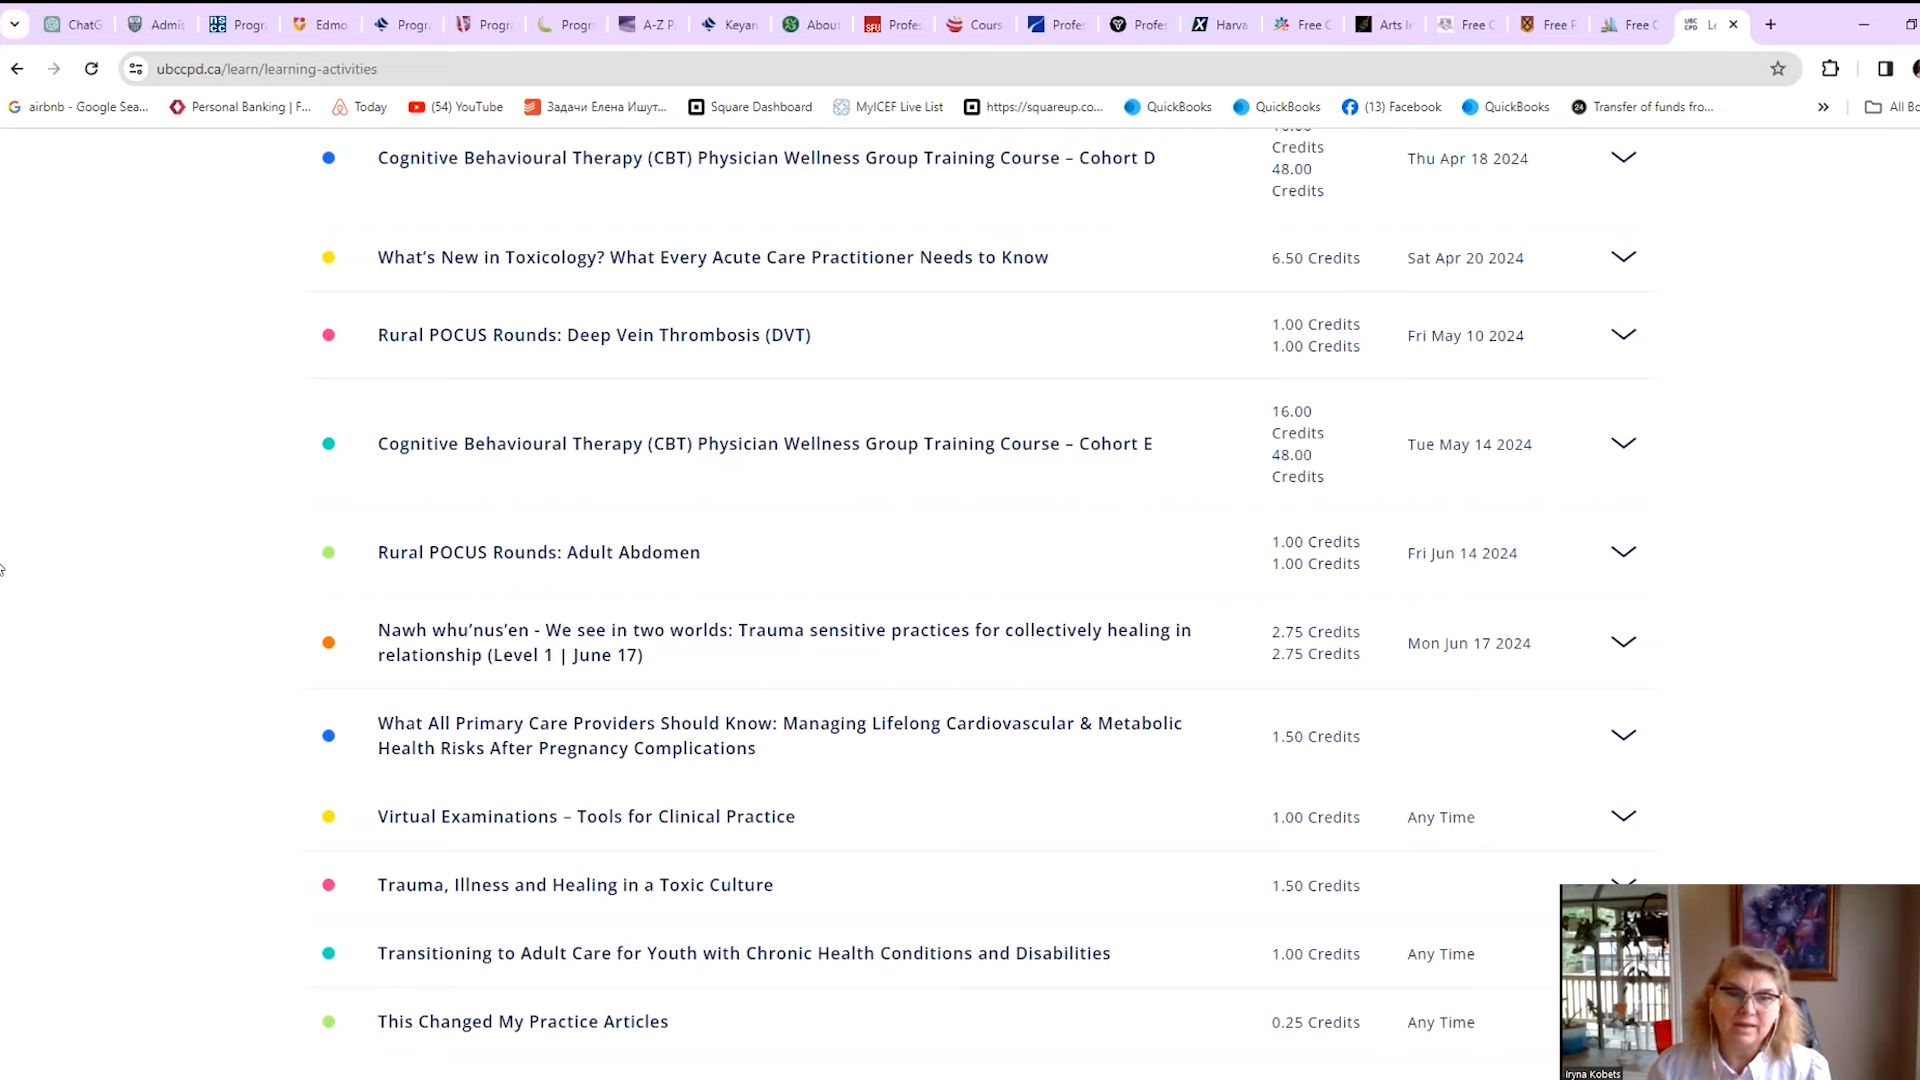 ChatG
Admis
Progra
Edmo
Progr
Progra
Progr
A-Z P
Keyan
Abou
Profes
Cours
Profe
Profe
Harva
Free C
Arts In
Free C
Free P
Free C
Le
ubccpd.ca/learn/learning-activities
airbnb - Google Sea...
Personal Banking | F...
Today
(54) YouTube
Задачи Елена Ишут...
Square Dashboard
MyICEF Live List
https://squareup.co...
QuickBooks
QuickBooks
(13) Facebook
QuickBooks
Transfer of funds fro...
All Bo
Cognitive Behavioural Therapy (CBT) Physician Wellness Group Training Course – Cohort D
Credits
48.00
Credits
Thu Apr 18 2024
What’s New in Toxicology? What Every Acute Care Practitioner Needs to Know
6.50 Credits
Sat Apr 20 2024
Rural POCUS Rounds: Deep Vein Thrombosis (DVT)
1.00 Credits
1.00 Credits
Fri May 10 2024
Cognitive Behavioural Therapy (CBT) Physician Wellness Group Training Course – Cohort E
16.00
Credits
48.00
Credits
Tue May 14 2024
Rural POCUS Rounds: Adult Abdomen
1.00 Credits
1.00 Credits
Fri Jun 14 2024
Nawh whu’nus’en - We see in two worlds: Trauma sensitive practices for collectively healing in
relationship (Level 1 | June 17)
2.75 Credits
2.75 Credits
Mon Jun 17 2024
What All Primary Care Providers Should Know: Managing Lifelong Cardiovascular & Metabolic
Health Risks After Pregnancy Complications
1.50 Credits
Virtual Examinations – Tools for Clinical Practice
1.00 Credits
Any Time
Trauma, Illness and Healing in a Toxic Culture
1.50 Credits
Transitioning to Adult Care for Youth with Chronic Health Conditions and Disabilities
1.00 Credits
Any Time
This Changed My Practice Articles
0.25 Credits
Any Time
Iryna Kobets